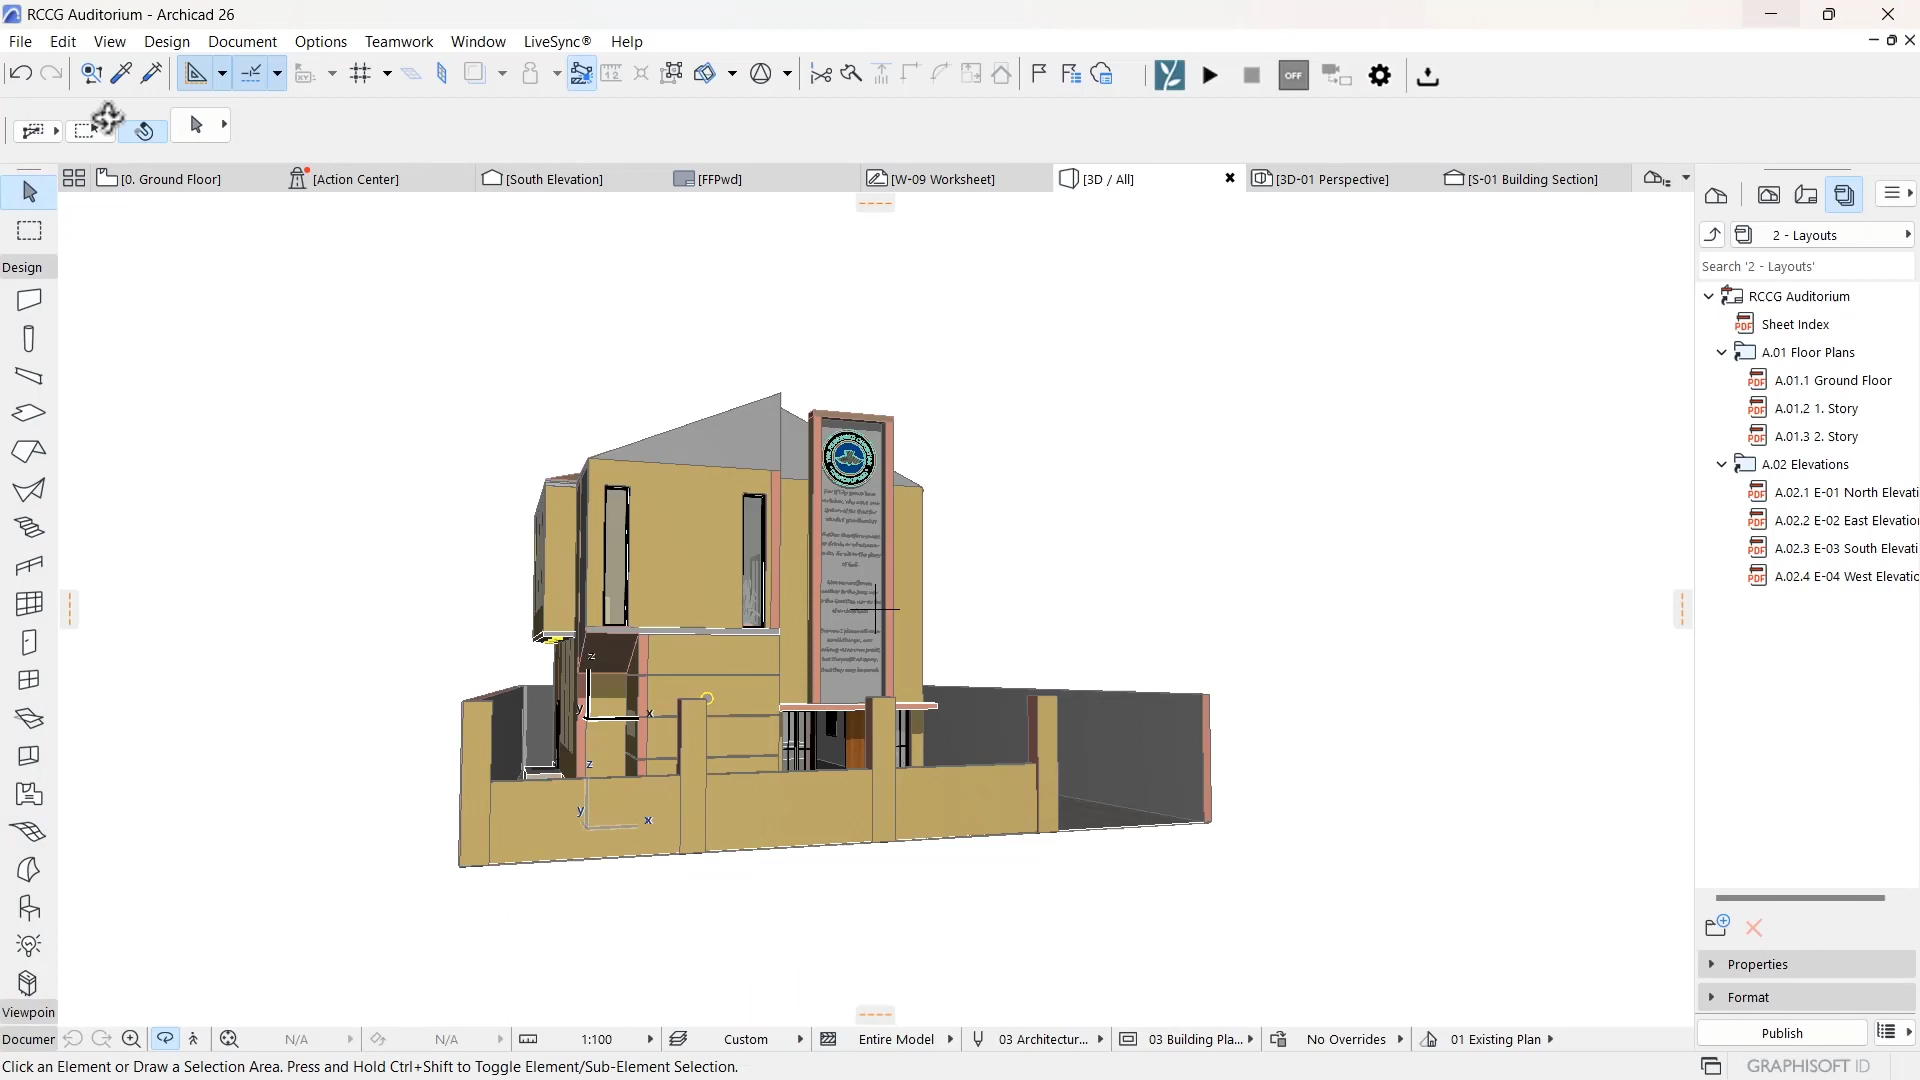 RCCG Auditorium - Archicad 26
File Edit View Design Document Options Teamwork Window LiveSync® Help
OFF
[0. Ground Floor] [Action Center] [South Elevation] [FFPwd] [W-09 Worksheet] [3D / All] [3D-01 Perspective] [S-01 Building Section]
2 - Layouts
Search '2 - Layouts'
Design
RCCG Auditorium
Sheet Index
A.01 Floor Plans
A.01.1 Ground Floor
A.01.2 1. Story
A.01.3 2. Story
A.02 Elevations
A.02.1 E-01 North Elevati
A.02.2 E-02 East Elevatio
A.02.3 E-03 South Elevati
A.02.4 E-04 West Elevatic
z
y x
z
y x
Properties
Format
Publish
Viewpoin
Documer N/A N/A 1:100 Custom Entire Model 03 Architectur... 03 Building Pla... No Overrides 01 Existing Plan
Click an Element or Draw a Selection Area. Press and Hold Ctrl+Shift to Toggle Element/Sub-Element Selection.
GRAPHISOFT ID